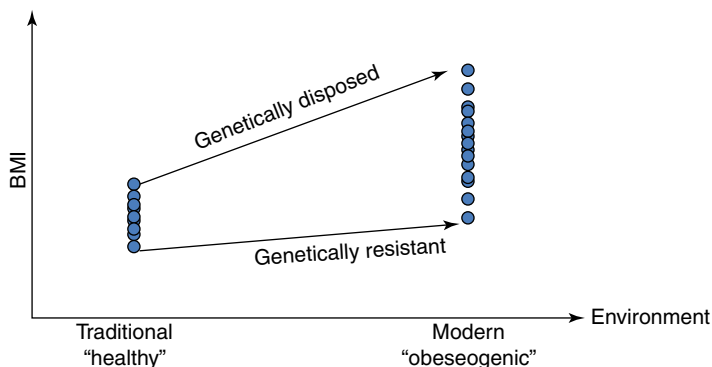 Genetically disposed
BMI
Genetically resistant
Environment
Traditional
“healthy”
Modern
“obeseogenic”